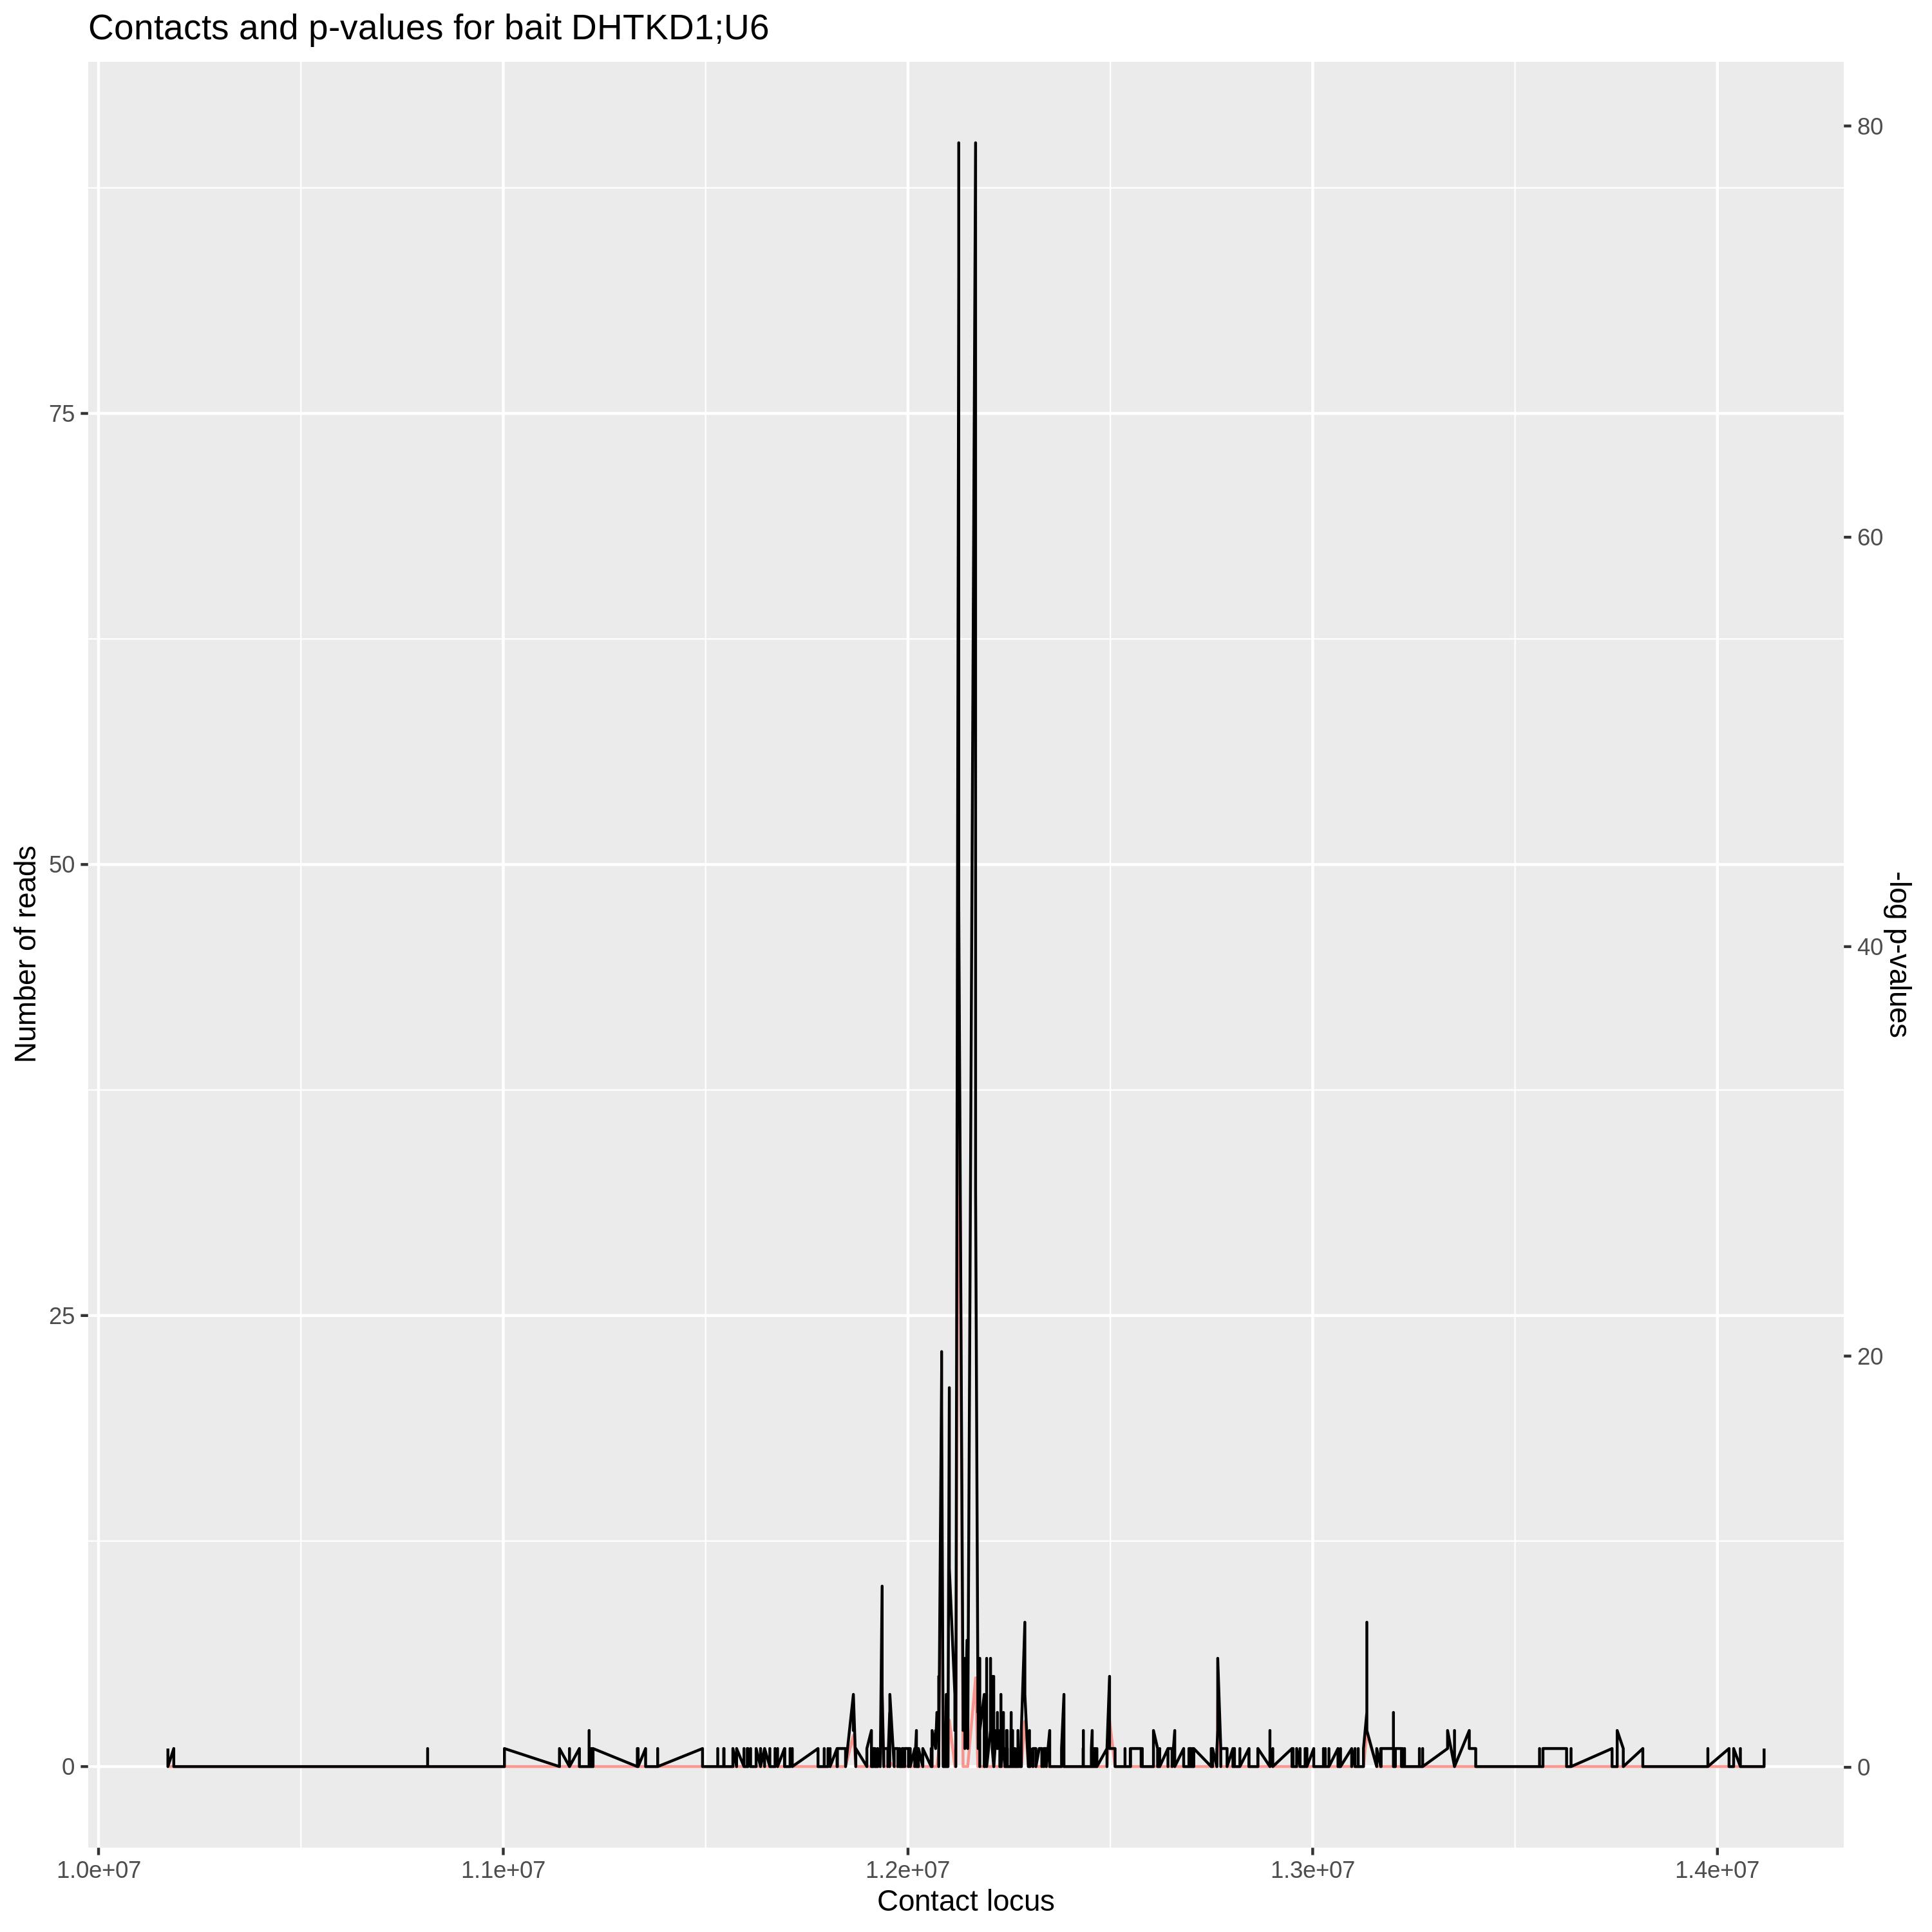 Contacts and p-values for bait DHTKD1;U6
80
75
60
50
40
25
20
0
0
Number of reads
-log p-values
1.0e+07 1.1e+07 1.2e+07 1.3e+07 1.4e+07
Contact locus